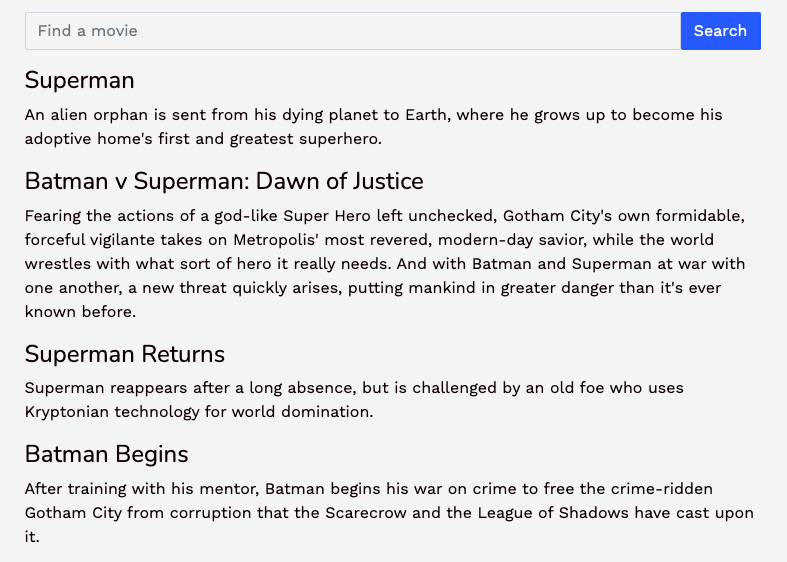 Find a movie
Search
Superman
An alien orphan is sent from his dying planet to Earth, where he grows up to become his
adoptive home's first and greatest superhero.
Batman v Superman: Dawn of Justice
Fearing the actions of a god-like Super Hero left unchecked, Gotham City's own formidable,
forceful vigilante takes on Metropolis' most revered, modern-day savior, while the world
wrestles with what sort of hero it really needs. And with Batman and Superman at war with
one another, a new threat quickly arises, putting mankind in greater danger than it's ever
known before.
Superman Returns
Superman reappears after a long absence, but is challenged by an old foe who uses
Kryptonian technology for world domination.
Batman Begins
After training with his mentor, Batman begins his war on crime to free the crime-ridden
Gotham City from corruption that the Scarecrow and the League of Shadows have cast upon
it.